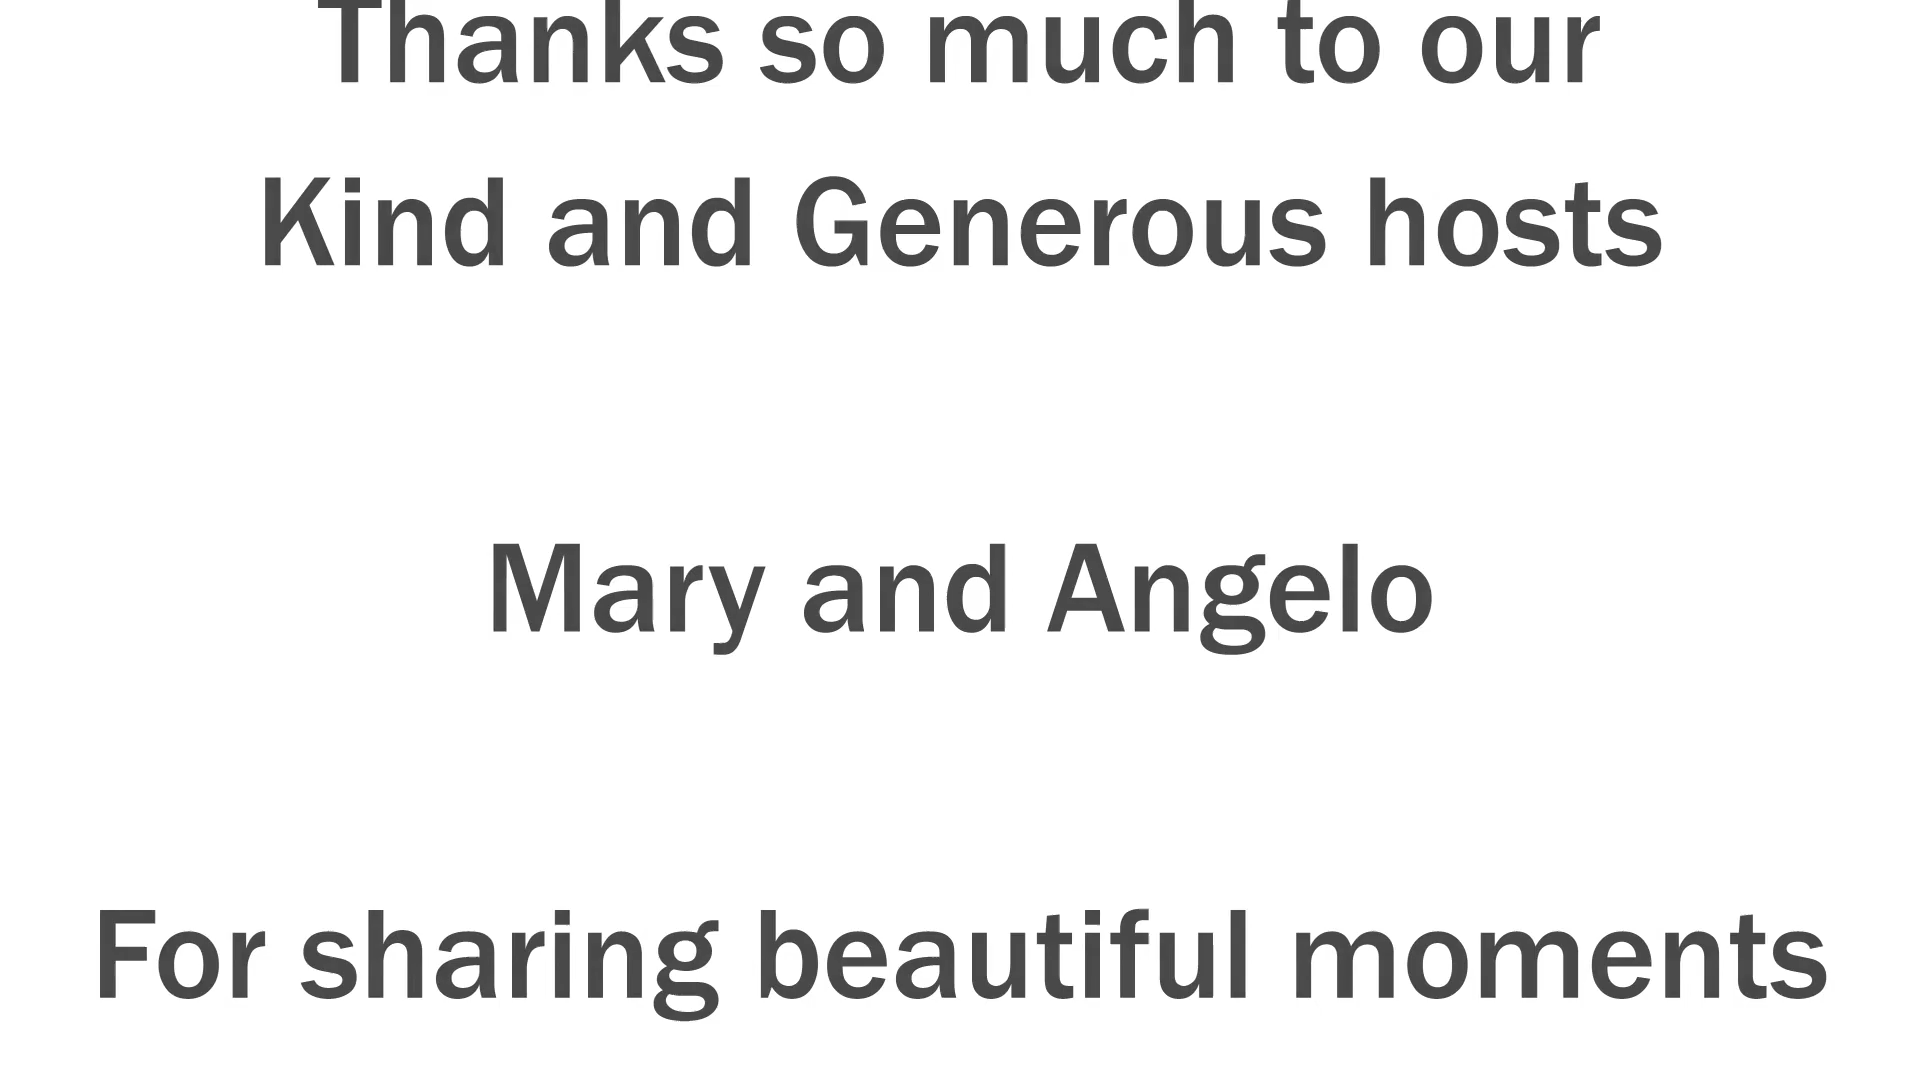 Thanks so much to our
Kind and Generous hosts
Mary and Angelo
For sharing beautiful moments